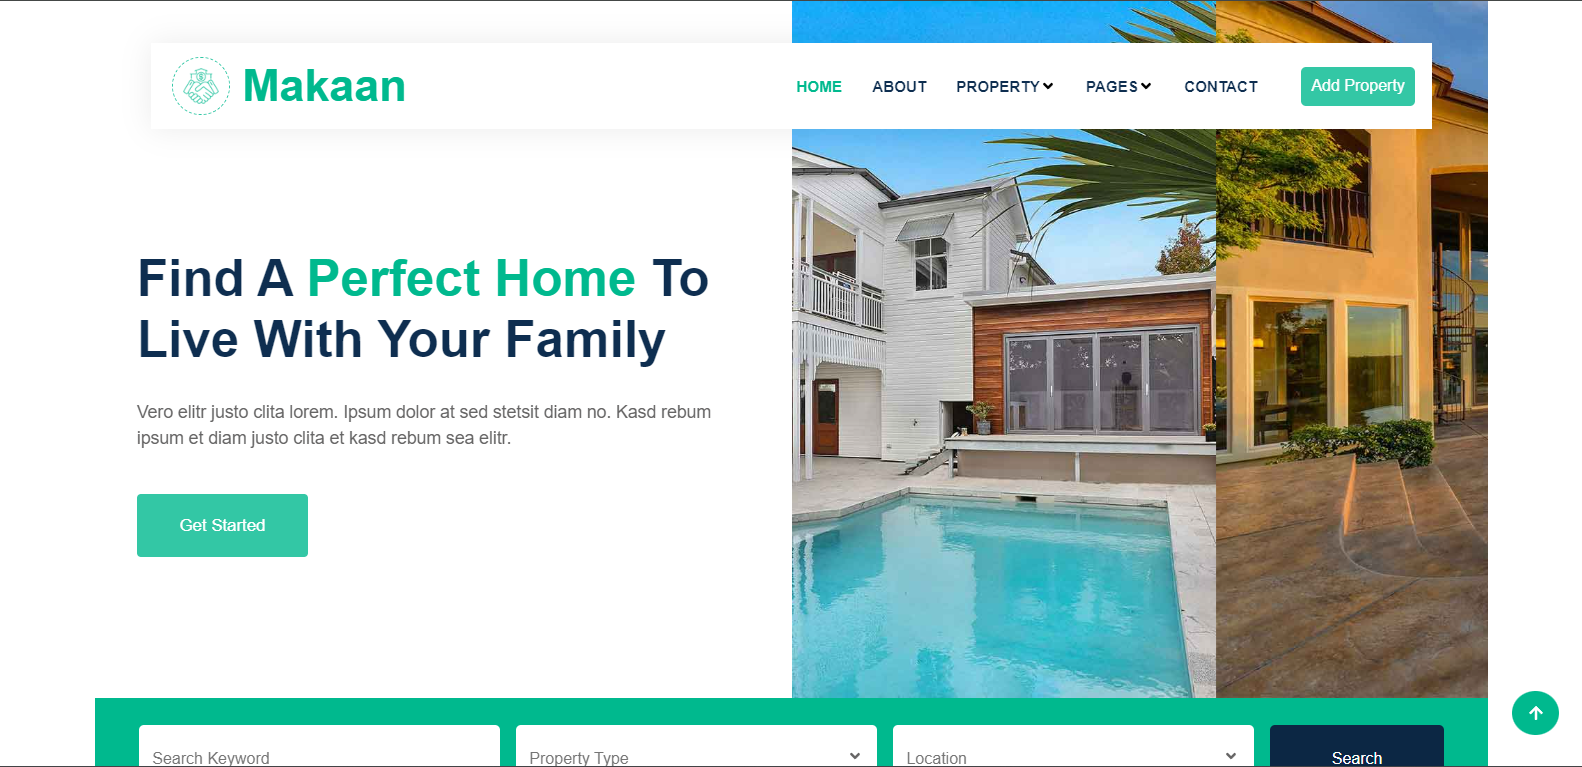 Makaan
HOME ABOUT PROPERTY PAGES CONTACT Add Property
Find A Perfect Home To
Live With Your Family
Vero elitr justo clita lorem. Ipsum dolor at sed stetsit diam no. Kasd rebum
ipsum et diam justo clita et kasd rebum sea elitr.
Get Started
Search Keyword Property Type Location Search